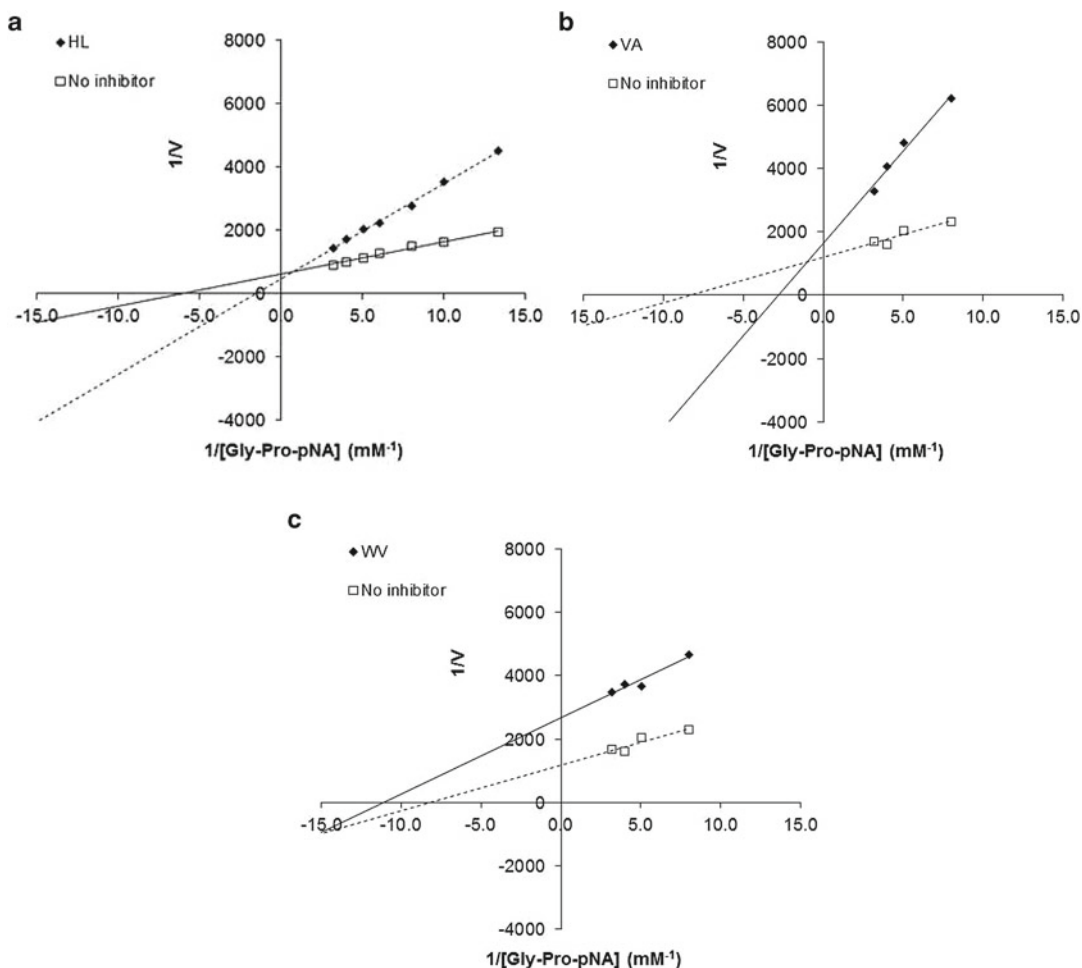 a
HL
No inhibitor
8000
6000
4000
2000
0
-2000
-4000
1/V
-15.0 -10.0 -5.0 0.0 5.0 10.0 15.0
1/[Gly-Pro-pNA] (mM-1)
b
VA
No inhibitor
8000
6000
4000
2000
0
-2000
-4000
1/V
-15.0 -10.0 -5.0 0.0 5.0 10.0 15.0
1/[Gly-Pro-pNA] (mM-1)
c
WV
No inhibitor
8000
6000
4000
2000
0
-2000
-4000
1/V
-15.0 -10.0 -5.0 0.0 5.0 10.0 15.0
1/[Gly-Pro-pNA] (mM-1)